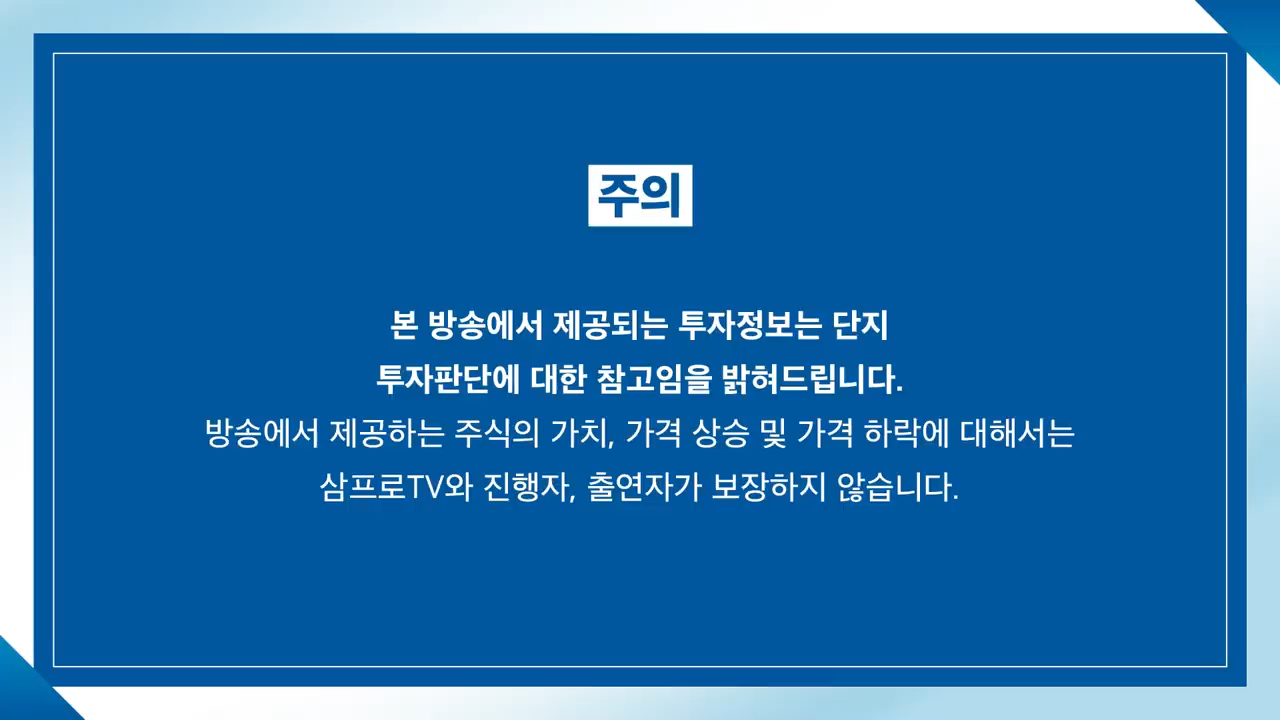 주의
본 방송에서 제공되는 투자정보는 단지
투자판단에 대한 참고임을 밝혀드립니다.
방송에서 제공하는 주식의 가치, 가격 상승 및 가격 하락에 대해서는
삼프로TV와 진행자, 출연자가 보장하지 않습니다.